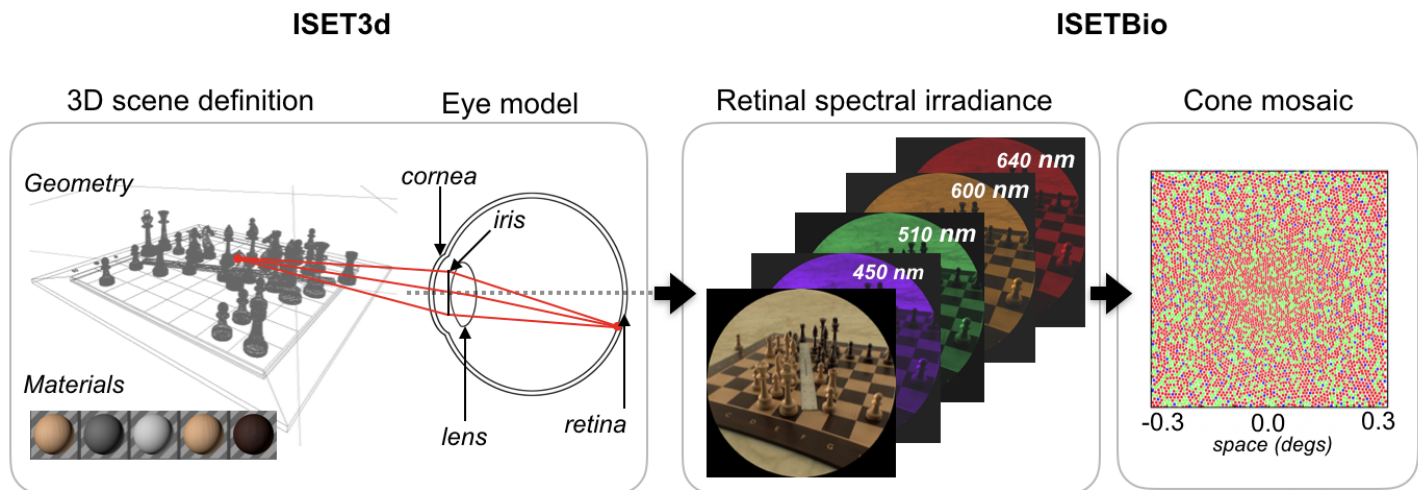 ISET3d
ISETBio
3D scene definition
Eye model
Retinal spectral irradiance
Cone mosaic
Geometry
cornea
iris
lens
retina
Materials
640 nm
600 nm
510 nm
450 nm
-0.3
0.0
0.3
space (degs)